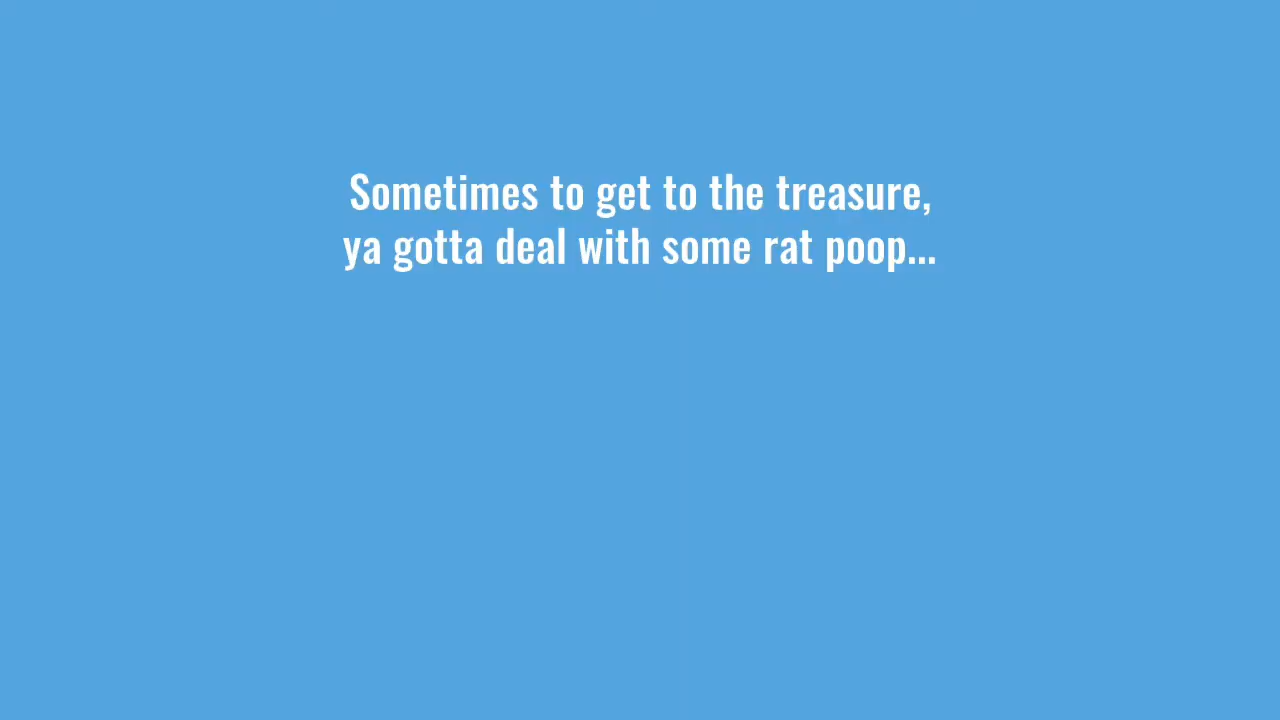 Sometimes to get to the treasure,
ya gotta deal with some rat poop...